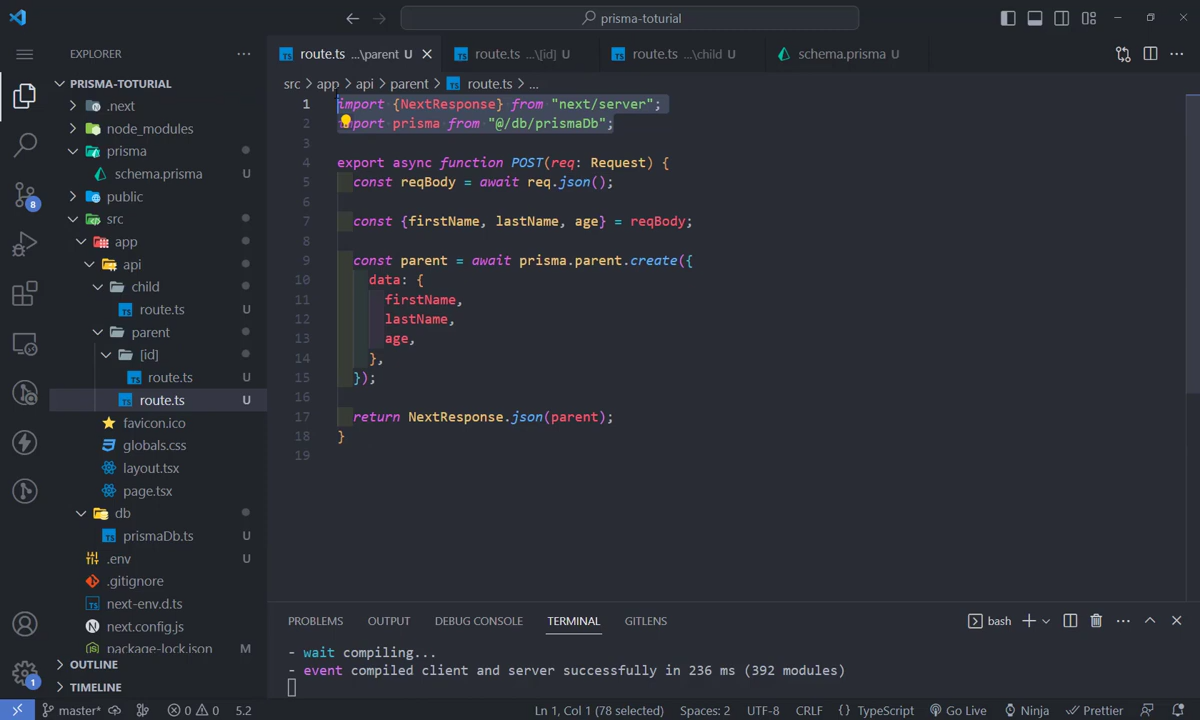 prisma-toturial
EXPLORER
PRISMA-TOTURIAL
.next
node_modules
prisma
schema.prisma U
public
src
app
api
child
route.ts U
parent
[id]
route.ts U
route.ts U
favicon.ico
globals.css
layout.tsx
page.tsx
db
prismaDb.ts U
.env U
.gitignore
next-env.d.ts
next.config.js
package-lock.json M
OUTLINE
TIMELINE
8
1
route.ts ...\parent U
route.ts ...\[id] U
route.ts ...\child U
schema.prisma U
src > app > api > parent > route.ts > ...
1 import {NextResponse} from "next/server";
2 import prisma from "@/db/prismaDb";
3
4 export async function POST(req: Request) {
5 const reqBody = await req.json();
6
7 const {firstName, lastName, age} = reqBody;
8
9 const parent = await prisma.parent.create({
10 data: {
11 firstName,
12 lastName,
13 age,
14 },
15 });
16
17 return NextResponse.json(parent);
18 }
19
PROBLEMS OUTPUT DEBUG CONSOLE TERMINAL GITLENS
bash
- wait compiling...
- event compiled client and server successfully in 236 ms (392 modules)
master* 0 0 5.2 Ln 1, Col 1 (78 selected) Spaces: 2 UTF-8 CRLF {} TypeScript Go Live Ninja Prettier